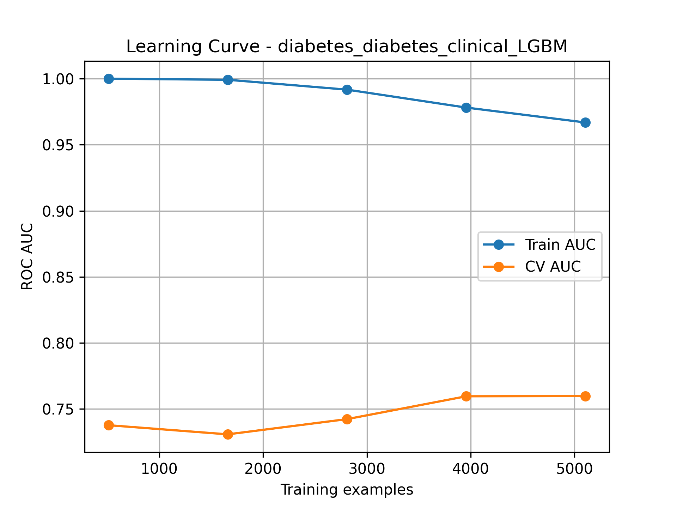 Learning Curve - diabetes_diabetes_clinical_LGBM
1.00
0.95
0.90
0.85
0.80
0.75
ROC AUC
Train AUC
CV AUC
1000
2000
3000
4000
5000
Training examples